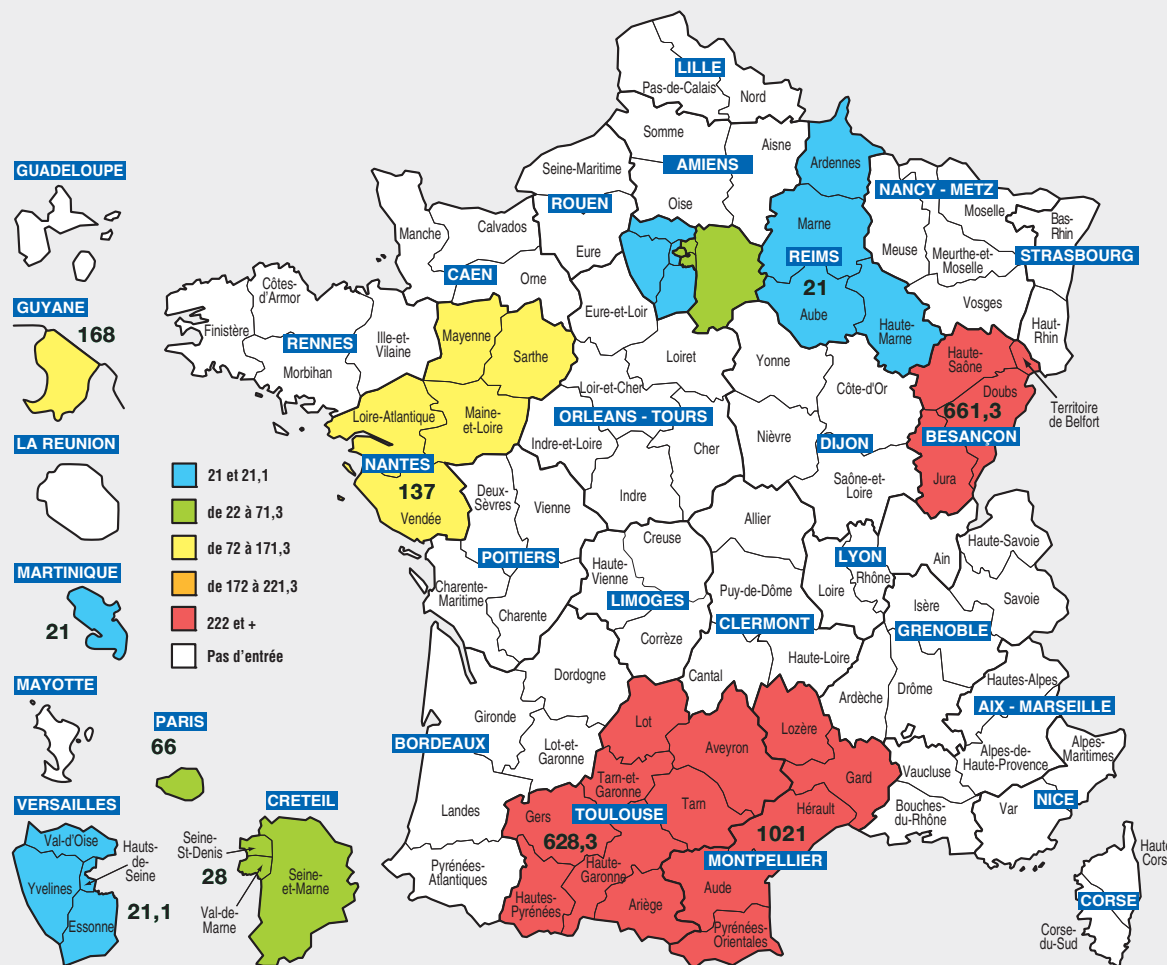 LILLE
Pas-de-Calais
Nord
Somme
Aisne
AMIENS
Seine-Maritime
ROUEN
Oise
Eure
Ardennes
Marne
REIMS
21
Aube
Haute-
Marne
NANCY - METZ
Moselle
Meuse
Meurthe-et-
Moselle
Vosges
Bas-
Rhin
STRASBOURG
Haut-
Rhin
GUADELOUPE
GUYANE
168
LA REUNION
MARTINIQUE
21
MAYOTTE
PARIS
66
VERSAILLES
Val-d'Oise
Hauts-
de-
Seine
Yvelines
Essonne
21,1
CRETEIL
Seine-
St-Denis
28
Val-de-
Marne
Seine-
et-Marne
21 et 21,1
de 22 à 71,3
de 72 à 171,3
de 172 à 221,3
222 et +
Pas d'entrée
Manche
Calvados
CAEN
Orne
Côtes-
d'Armor
Finistère
RENNES
Ille-et-
Vilaine
Morbihan
Mayenne
Sarthe
Loire-Atlantique
Maine-
et-Loire
NANTES
137
Vendée
Eure-et-Loir
Loiret
Loir-et-Cher
ORLEANS - TOURS
Indre-et-Loire
Cher
Indre
Yonne
Côte-d'Or
Nièvre
DIJON
Saône-et-
Loire
Haute-
Saône
Doubs
661,3
BESANÇON
Jura
Territoire
de Belfort
Deux-
Sèvres
Vienne
POITIERS
Charente-
Maritime
Charente
Creuse
Haute-
Vienne
LIMOGES
Corrèze
Allier
Puy-de-Dôme
CLERMONT
Haute-Loire
Cantal
LYON
Rhône
Loire
Ain
Haute-Savoie
Savoie
Isère
GRENOBLE
Ardèche
Drôme
Hautes-Alpes
AIX - MARSEILLE
Alpes-de-
Haute-Provence
Vaucluse
Bouches-
du-Rhône
Alpes-
Maritimes
NICE
Var
Dordogne
Gironde
BORDEAUX
Lot-et-
Garonne
Landes
Pyrénées-
Atlantiques
Lot
Aveyron
Tarn-et-
Garonne
TOULOUSE
Gers
Tarn
628,3
Haute-
Garonne
Hautes-
Pyrénées
Ariège
Lozère
Gard
Hérault
1021
MONTPELLIER
Aude
Pyrénées-
Orientales
Haute
Cors
CORSE
Corse-
du-Sud